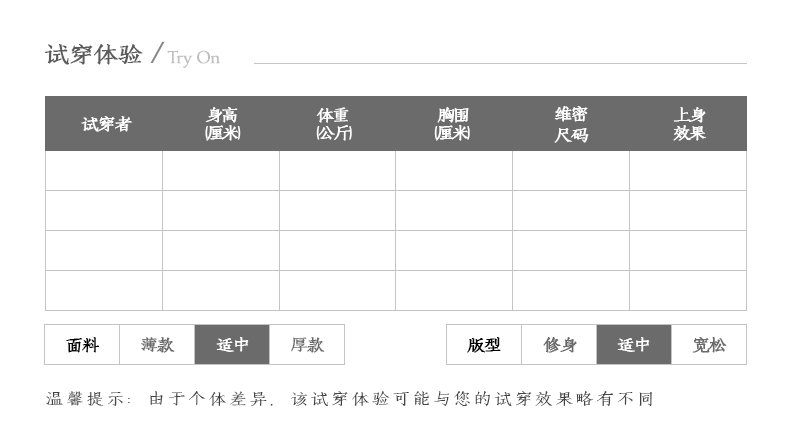 试穿体验 / Try On
试穿者 身高(厘米) 体重(公斤) 胸围(厘米) 维密尺码 上身效果
面料 薄款 适中 厚款 版型 修身 适中 宽松
温馨提示: 由于个体差异, 该试穿体验可能与您的试穿效果略有不同